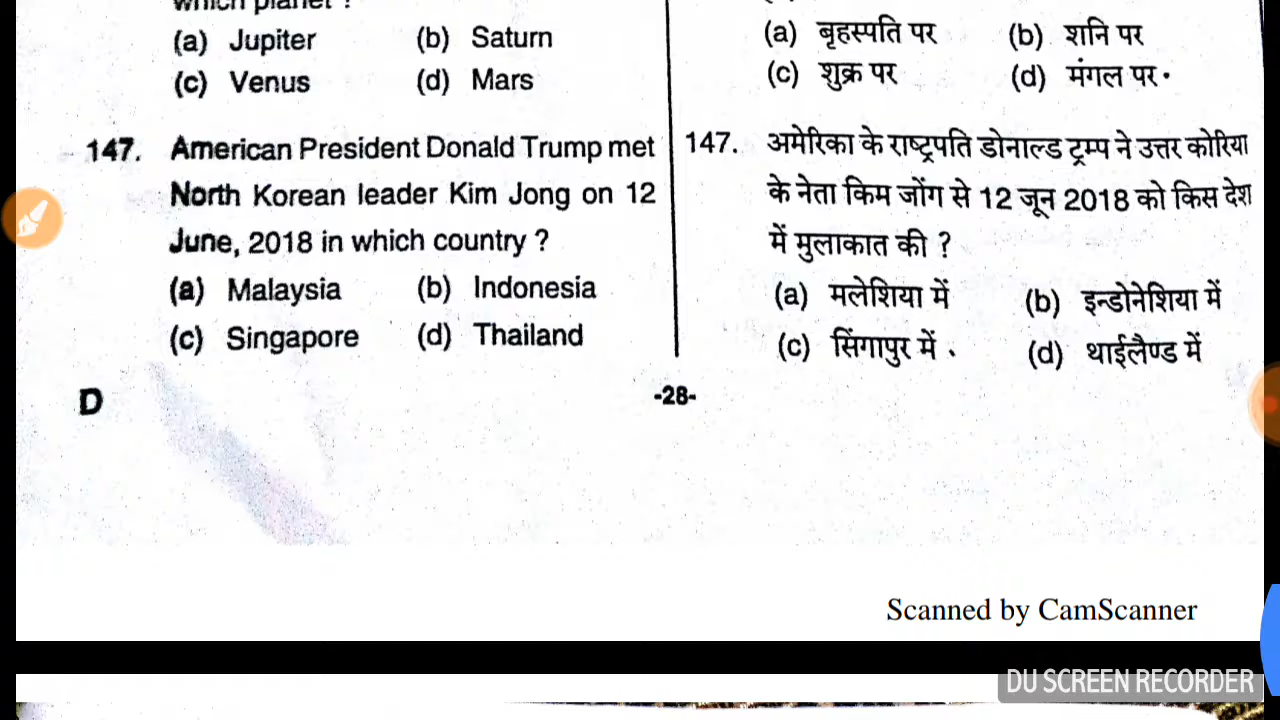 which planet ?
(a) Jupiter (b) Saturn
(c) Venus (d) Mars
147. American President Donald Trump met
North Korean leader Kim Jong on 12
June, 2018 in which country ?
(a) Malaysia (b) Indonesia
(c) Singapore (d) Thailand
D
(a) बृहस्पति पर (b) शनि पर
(c) शुक्र पर (d) मंगल पर
147. अमेरिका के राष्ट्रपति डोनाल्ड ट्रम्प ने उत्तर कोरिया
के नेता किम जोंग से 12 जून 2018 को किस देश
में मुलाकात की ?
(a) मलेशिया में (b) इन्डोनेशिया में
(c) सिंगापुर में . (d) थाईलैण्ड में
-28-
Scanned by CamScanner
DU SCREEN RECORDER